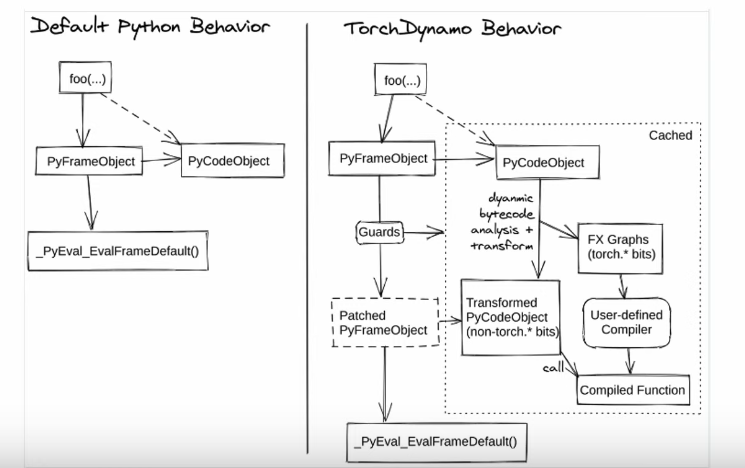 Default Python Behavior
foo(...)
PyFrameObject
PyCodeObject
_PyEval_EvalFrameDefault()
TorchDynamo Behavior
foo(...)
Cached
PyFrameObject
PyCodeObject
dyanmic
bytecode
analysis +
transform
Guards
FX Graphs
(torch.* bits)
Patched
PyFrameObject
Transformed
PyCodeObject
(non-torch.* bits)
User-defined
Compiler
call
Compiled Function
_PyEval_EvalFrameDefault()